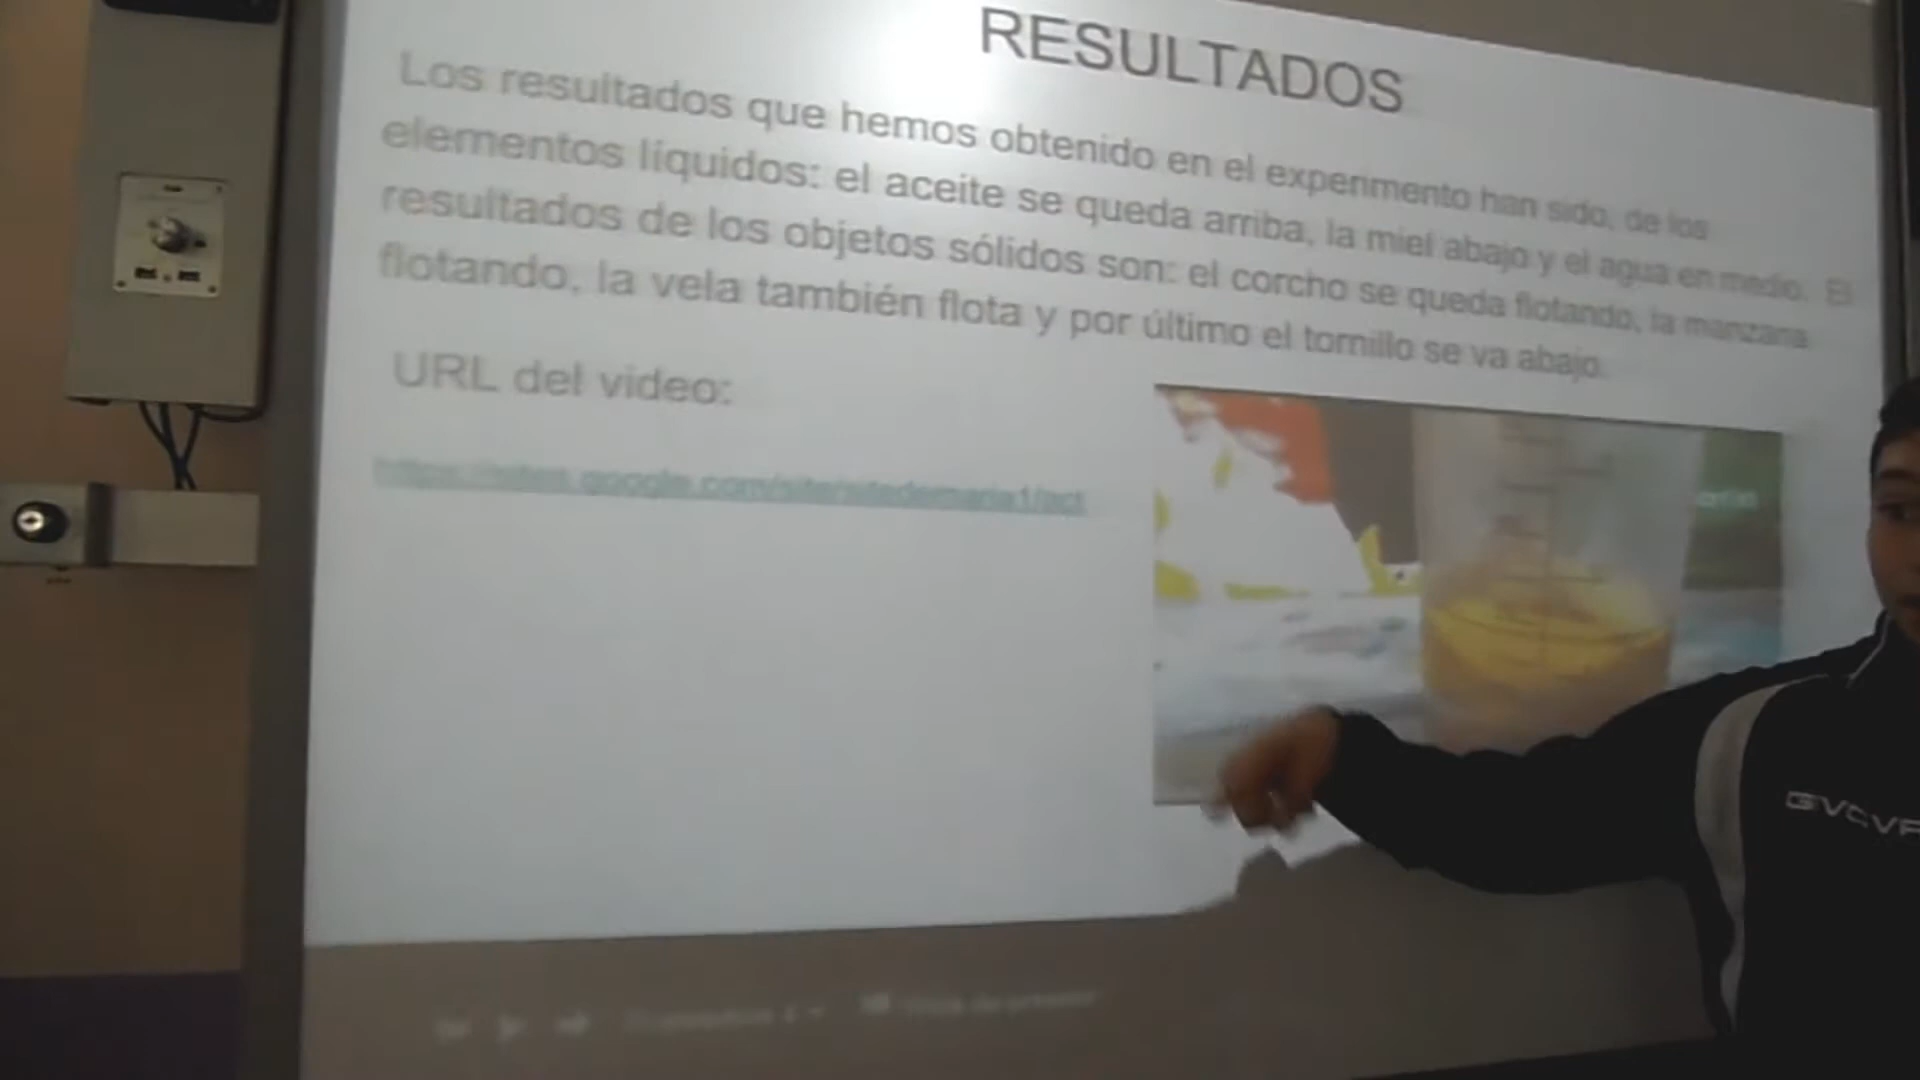 RESULTADOS
Los resultados que hemos obtenido en el experimento han sido, de los
elementos líquidos: el aceite se queda arriba, la miel abajo y el agua en medio. El
resultados de los objetos sólidos son: el corcho se queda flotando, la manzana
flotando, la vela también flota y por último el tornillo se va abajo.
URL del video:
google.com